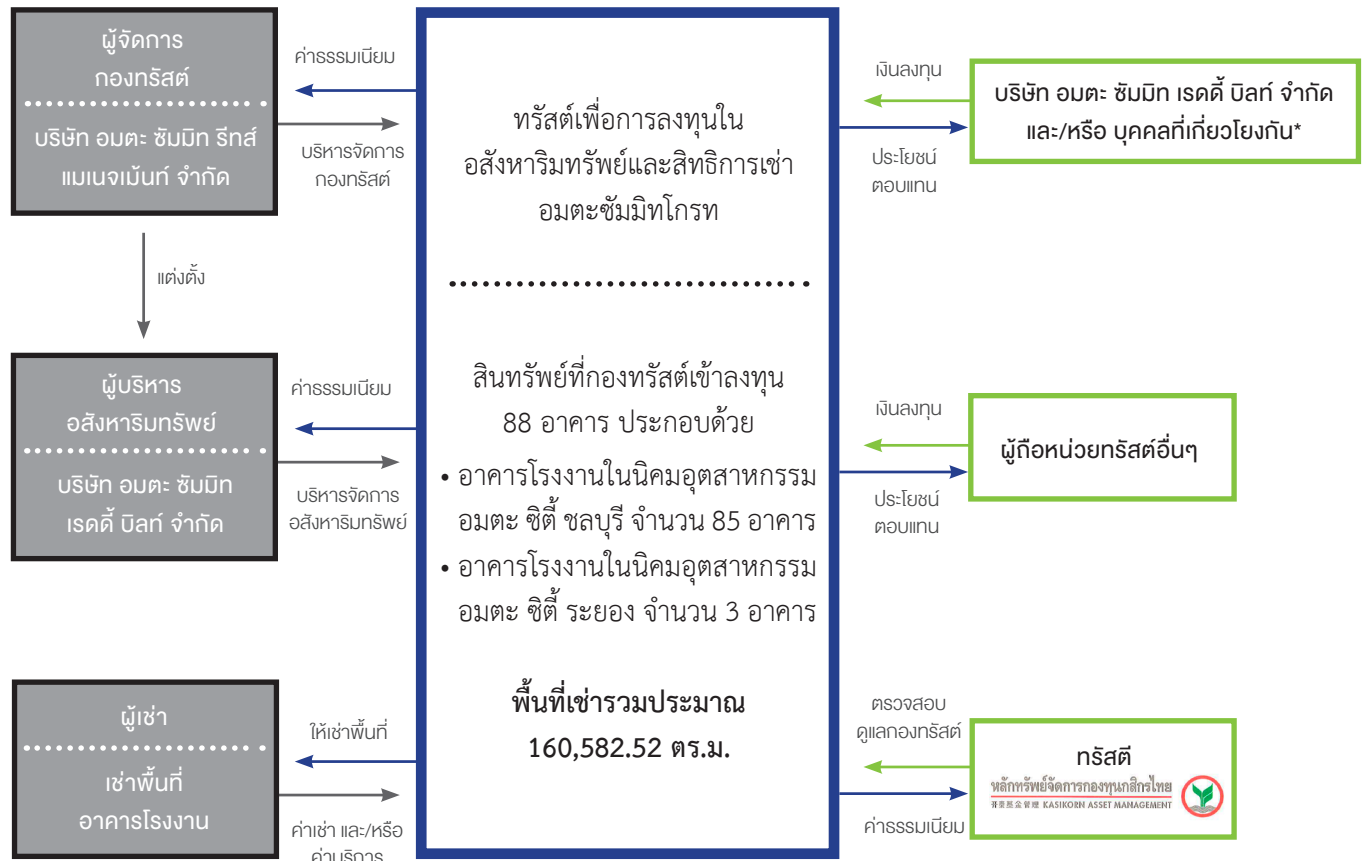 ผู้จัดการ
กองทรัสต์
บริษัท อมตะ ซัมมิท รีทส์
แมเนจเม้นท์ จำกัด
ค่าธรรมเนียม
บริหารจัดการ
กองทรัสต์
แต่งตั้ง
ผู้บริหาร
อสังหาริมทรัพย์
บริษัท อมตะ ซัมมิท
เรดดี้ บิลท์ จำกัด
ค่าธรรมเนียม
บริหารจัดการ
อสังหาริมทรัพย์
ผู้เช่า
เช่าพื้นที่
อาคารโรงงาน
ให้เช่าพื้นที่
ค่าเช่า และ/หรือ
ค่าบริการ
ทรัสต์เพื่อการลงทุนใน
อสังหาริมทรัพย์และสิทธิการเช่า
อมตะซัมมิทโกรท
สินทรัพย์ที่กองทรัสต์เข้าลงทุน
88 อาคาร ประกอบด้วย
• อาคารโรงงานในนิคมอุตสาหกรรม
อมตะ ซิตี้ ชลบุรี จำนวน 85 อาคาร
• อาคารโรงงานในนิคมอุตสาหกรรม
อมตะ ซิตี้ ระยอง จำนวน 3 อาคาร
พื้นที่เช่ารวมประมาณ
160,582.52 ตร.ม.
เงินลงทุน
ประโยชน์
ตอบแทน
บริษัท อมตะ ซัมมิท เรดดี้ บิลท์ จำกัด
และ/หรือ บุคคลที่เกี่ยวโยงกัน*
เงินลงทุน
ประโยชน์
ตอบแทน
ผู้ถือหน่วยทรัสต์อื่นๆ
ตรวจสอบ
ดูแลกองทรัสต์
ค่าธรรมเนียม
ทรัสตี
หลักทรัพย์จัดการกองทุนกสิกรไทย
KASIKORN ASSET MANAGEMENT